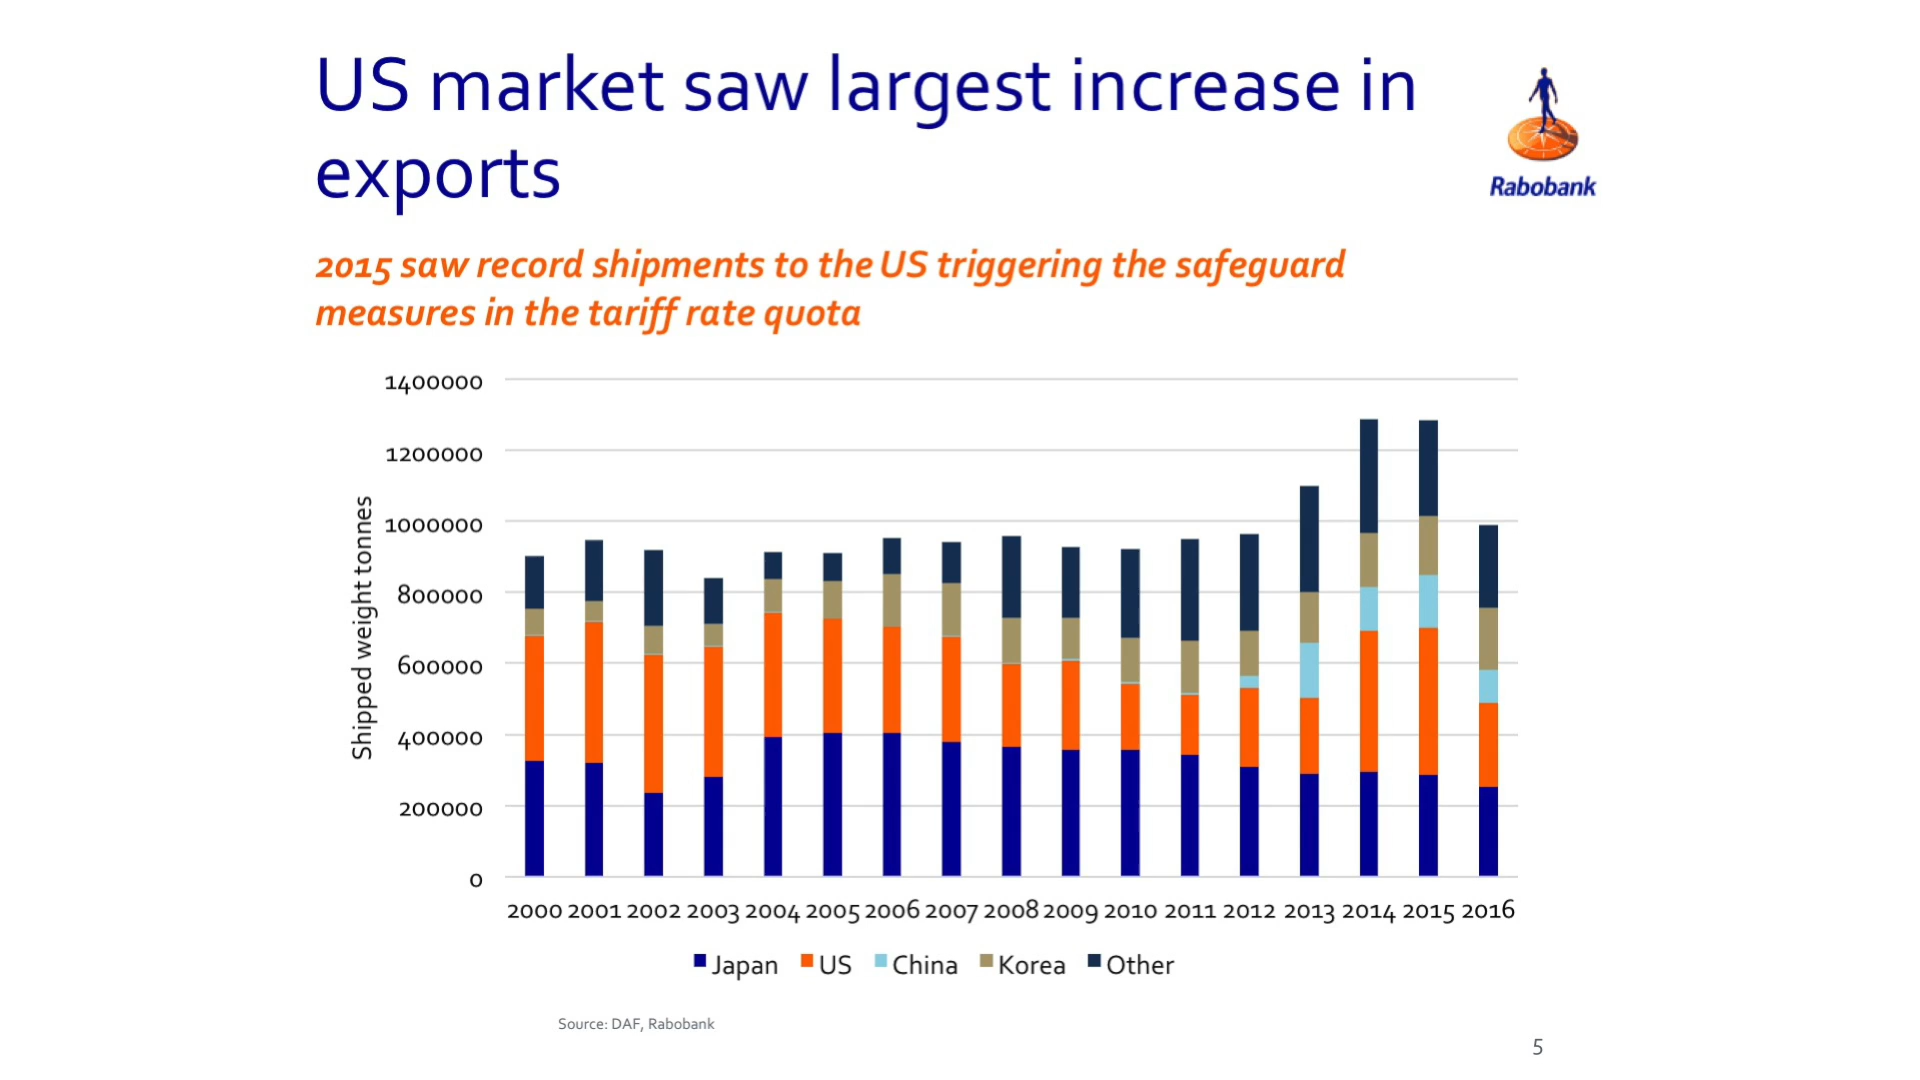 US market saw largest increase in
exports
Rabobank
2015 saw record shipments to the US triggering the safeguard
measures in the tariff rate quota
Shipped weight tonnes
1400000
1200000
1000000
800000
600000
400000
200000
0
2000 2001 2002 2003 2004 2005 2006 2007 2008 2009 2010 2011 2012 2013 2014 2015 2016
Japan US China Korea Other
Source: DAF, Rabobank
5